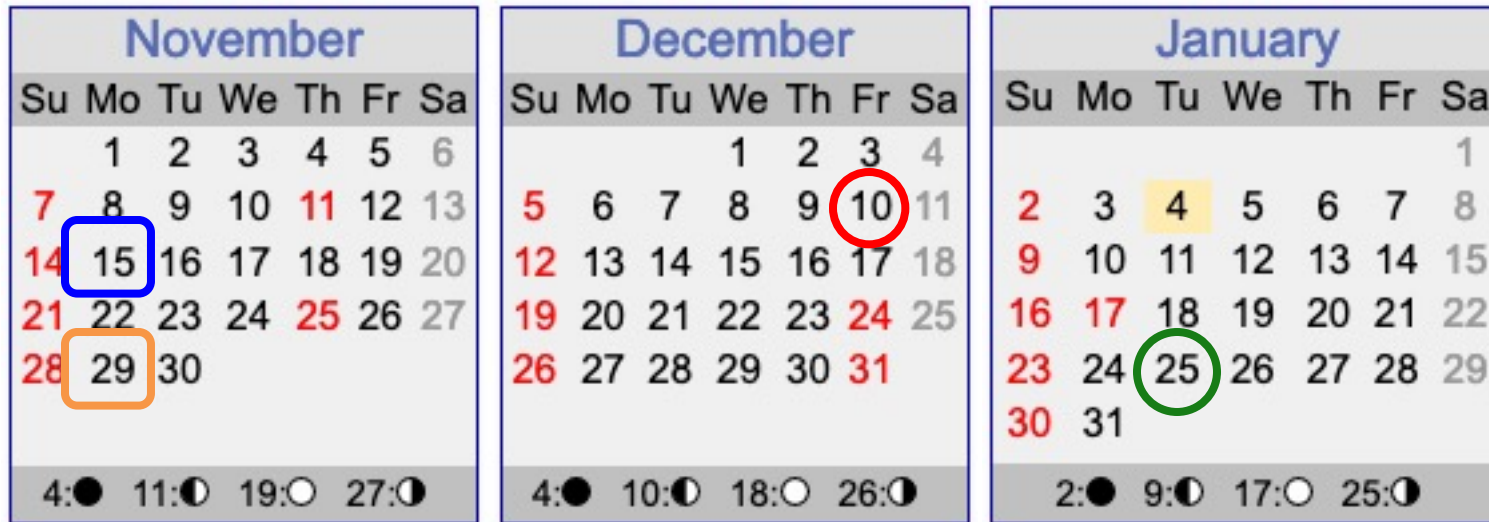 November
Su Mo Tu We Th Fr Sa
1 2 3 4 5 6
7 8 9 10 11 12 13
14 15 16 17 18 19 20
21 22 23 24 25 26 27
28 29 30
4: 11: 19: 27:
December
Su Mo Tu We Th Fr Sa
1 2 3 4
5 6 7 8 9 10 11
12 13 14 15 16 17 18
19 20 21 22 23 24 25
26 27 28 29 30 31
4: 10: 18: 26:
January
Su Mo Tu We Th Fr Sa
1
2 3 4 5 6 7 8
9 10 11 12 13 14 15
16 17 18 19 20 21 22
23 24 25 26 27 28 29
30 31
2: 9: 17: 25: